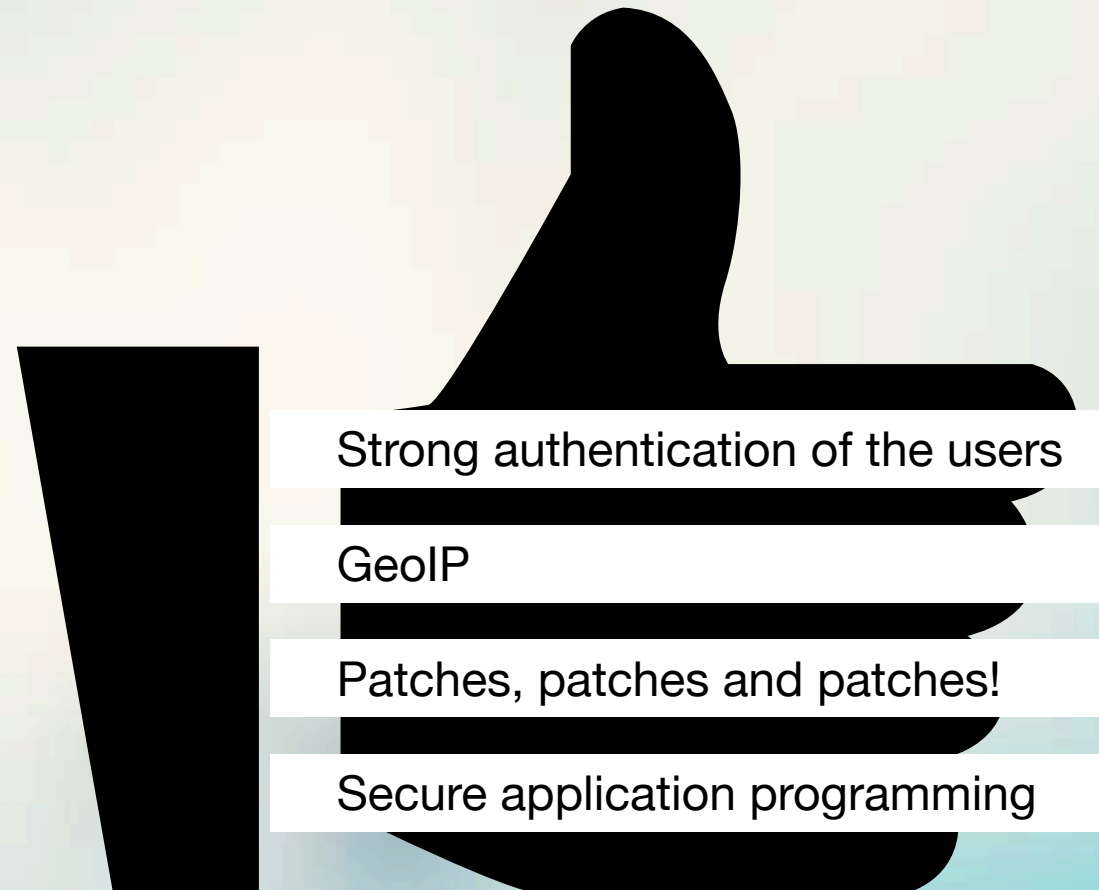 Strong authentication of the users
GeoIP
Patches, patches and patches!
Secure application programming